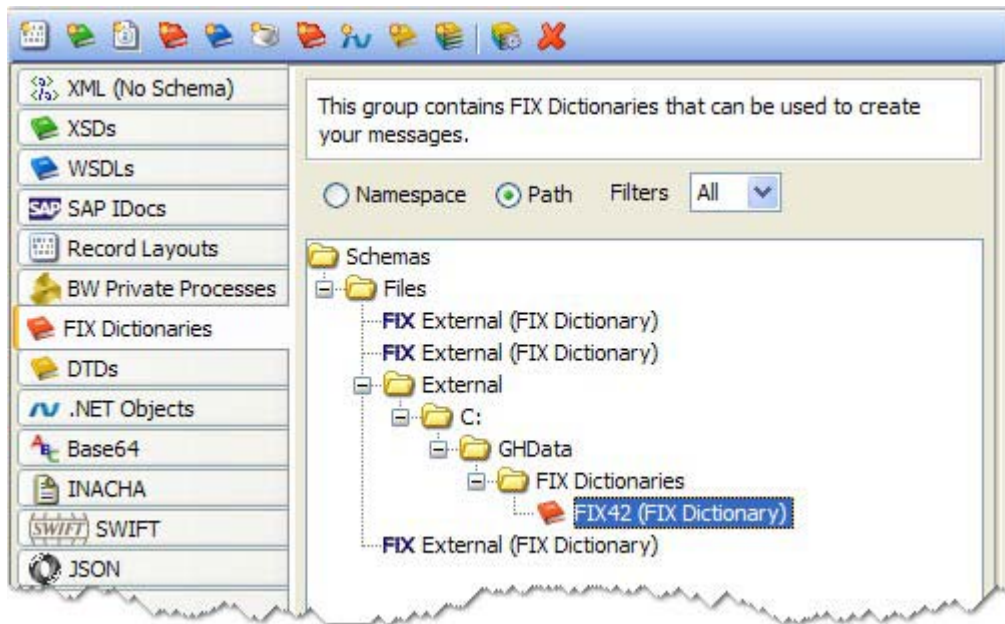 XML (No Schema)
XSDs
WSDLs
SAP SAP IDocs
Record Layouts
BW Private Processes
FIX Dictionaries
DTDs
.NET Objects
Base64
INACHA
SWIFT SWIFT
JSON
This group contains FIX Dictionaries that can be used to create
your messages.
Namespace Path Filters All
Schemas
Files
FIX External (FIX Dictionary)
FIX External (FIX Dictionary)
External
C:
GHData
FIX Dictionaries
FIX42 (FIX Dictionary)
FIX External (FIX Dictionary)